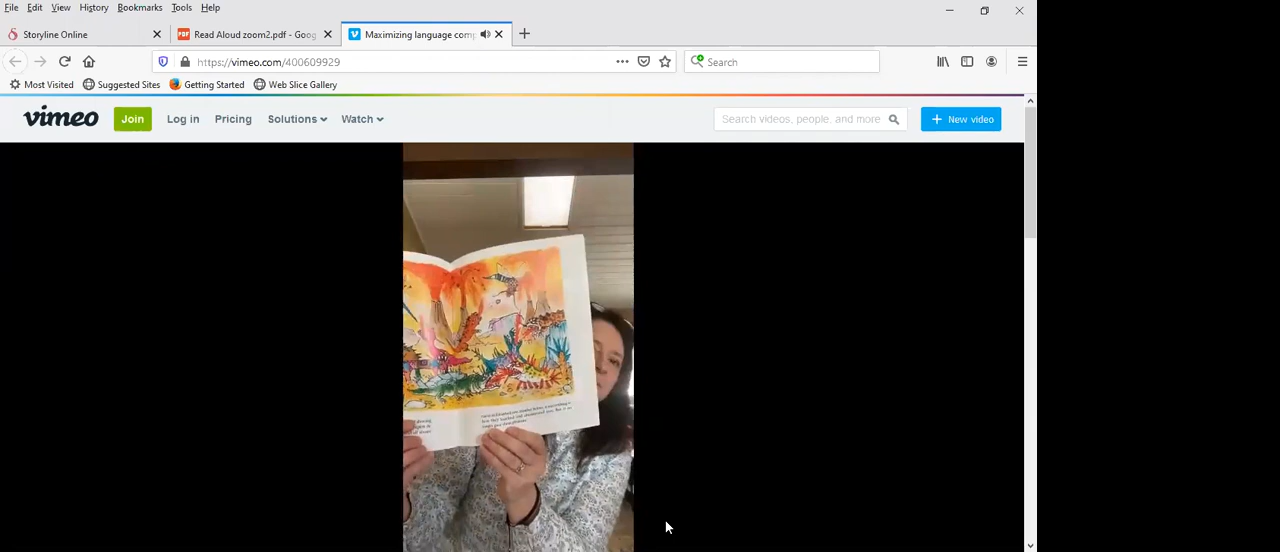 File Edit View History Bookmarks Tools Help
Storyline Online
PDF Read Aloud zoom2.pdf - Goog
Maximizing language com
https://vimeo.com/400609929
Search
Most Visited Suggested Sites Getting Started Web Slice Gallery
vimeo Join Log in Pricing Solutions Watch Search videos, people, and more + New video